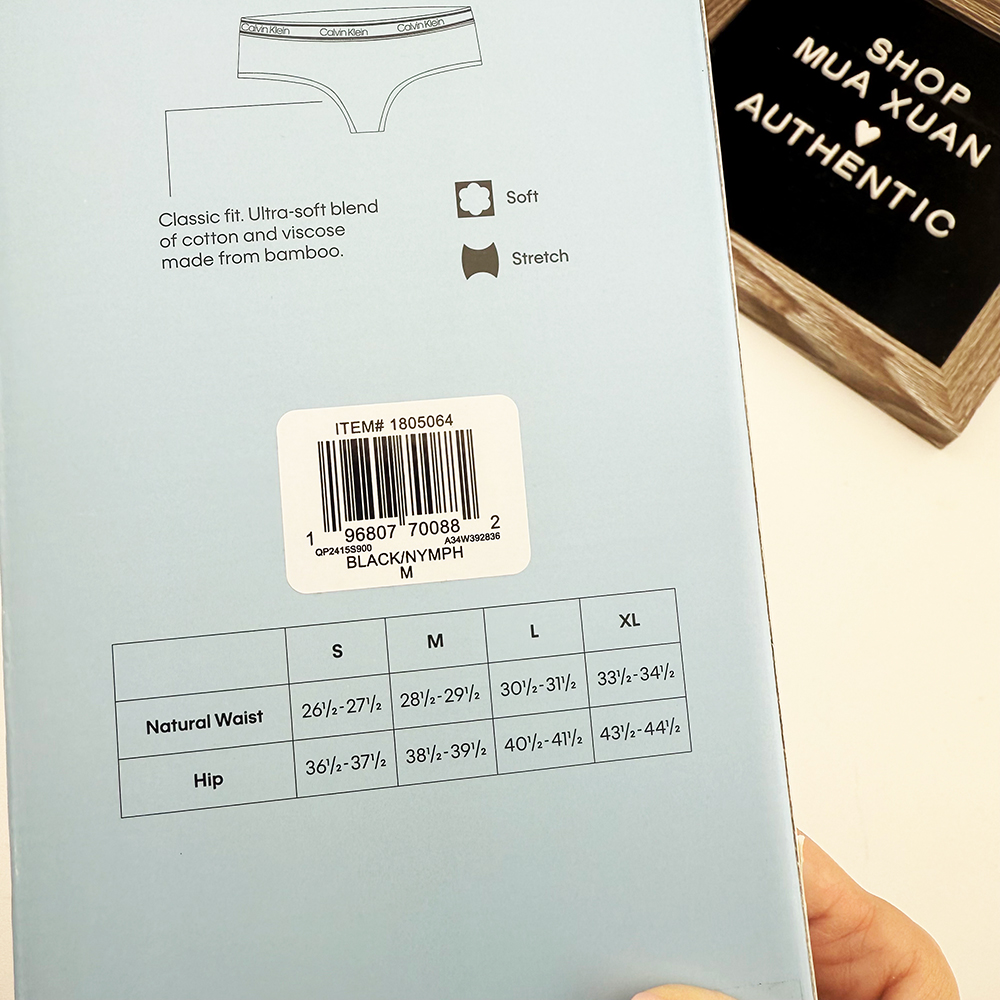 Calvin Klein Calvin Klein Calvin Klein
SHOP
MUA XUAN
AUTHENTIC
Classic fit. Ultra-soft blend
of cotton and viscose
made from bamboo.
Soft
Stretch
ITEM# 1805064
1 96807 70088 2
QP2415S900 A34W392836
BLACK/NYMPH
M
S M L XL
Natural Waist 26½-27½ 28½-29½ 30½-31½ 33½-34½
Hip 36½-37½ 38½-39½ 40½-41½ 43½-44½